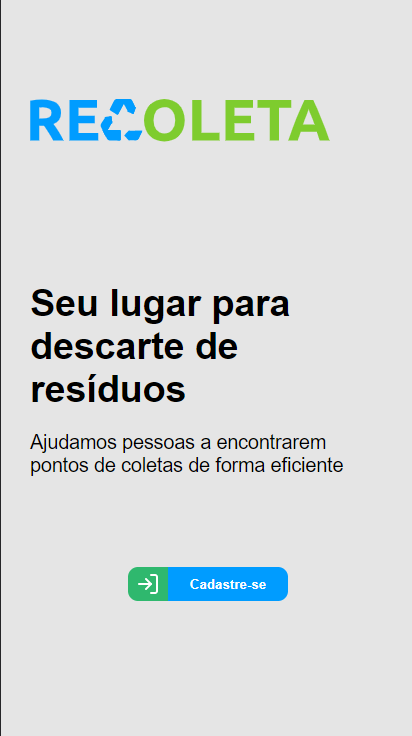 RECOLETA
Seu lugar para
descarte de
resíduos
Ajudamos pessoas a encontrarem
pontos de coletas de forma eficiente
Cadastre-se